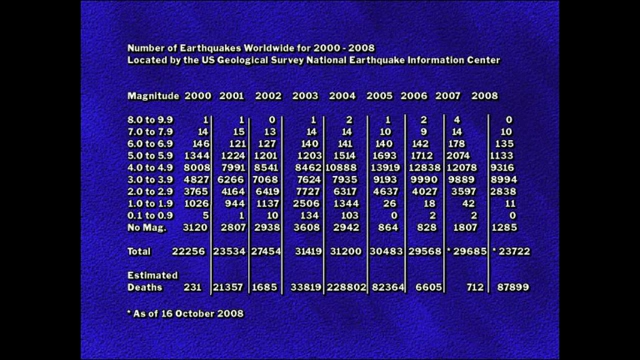 Number of Earthquakes Worldwide for 2000 - 2008
Located by the US Geological Survey National Earthquake Information Center
Magnitude 2000 2001 2002 2003 2004 2005 2006 2007 2008
8.0 to 9.9 1 1 0 1 2 1 2 4 0
7.0 to 7.9 14 15 13 14 14 10 9 14 10
6.0 to 6.9 146 121 127 140 141 140 142 178 135
5.0 to 5.9 1344 1224 1201 1203 1514 1693 1712 2074 1133
4.0 to 4.9 8008 7991 8541 8462 10888 13919 12838 12078 9316
3.0 to 3.9 4827 6266 7068 7624 7935 9193 9990 9889 8994
2.0 to 2.9 3765 4164 6419 7727 6317 4637 4027 3597 2838
1.0 to 1.9 1026 944 1137 2506 1344 26 18 42 11
0.1 to 0.9 5 1 10 134 103 0 2 2 0
No Mag. 3120 2807 2938 3608 2942 864 828 1807 1285
Total 22256 23534 27454 31419 31200 30483 29568 * 29685 * 23722
Estimated
Deaths 231 21357 1685 33819 228802 82364 6605 712 87899
* As of 16 October 2008